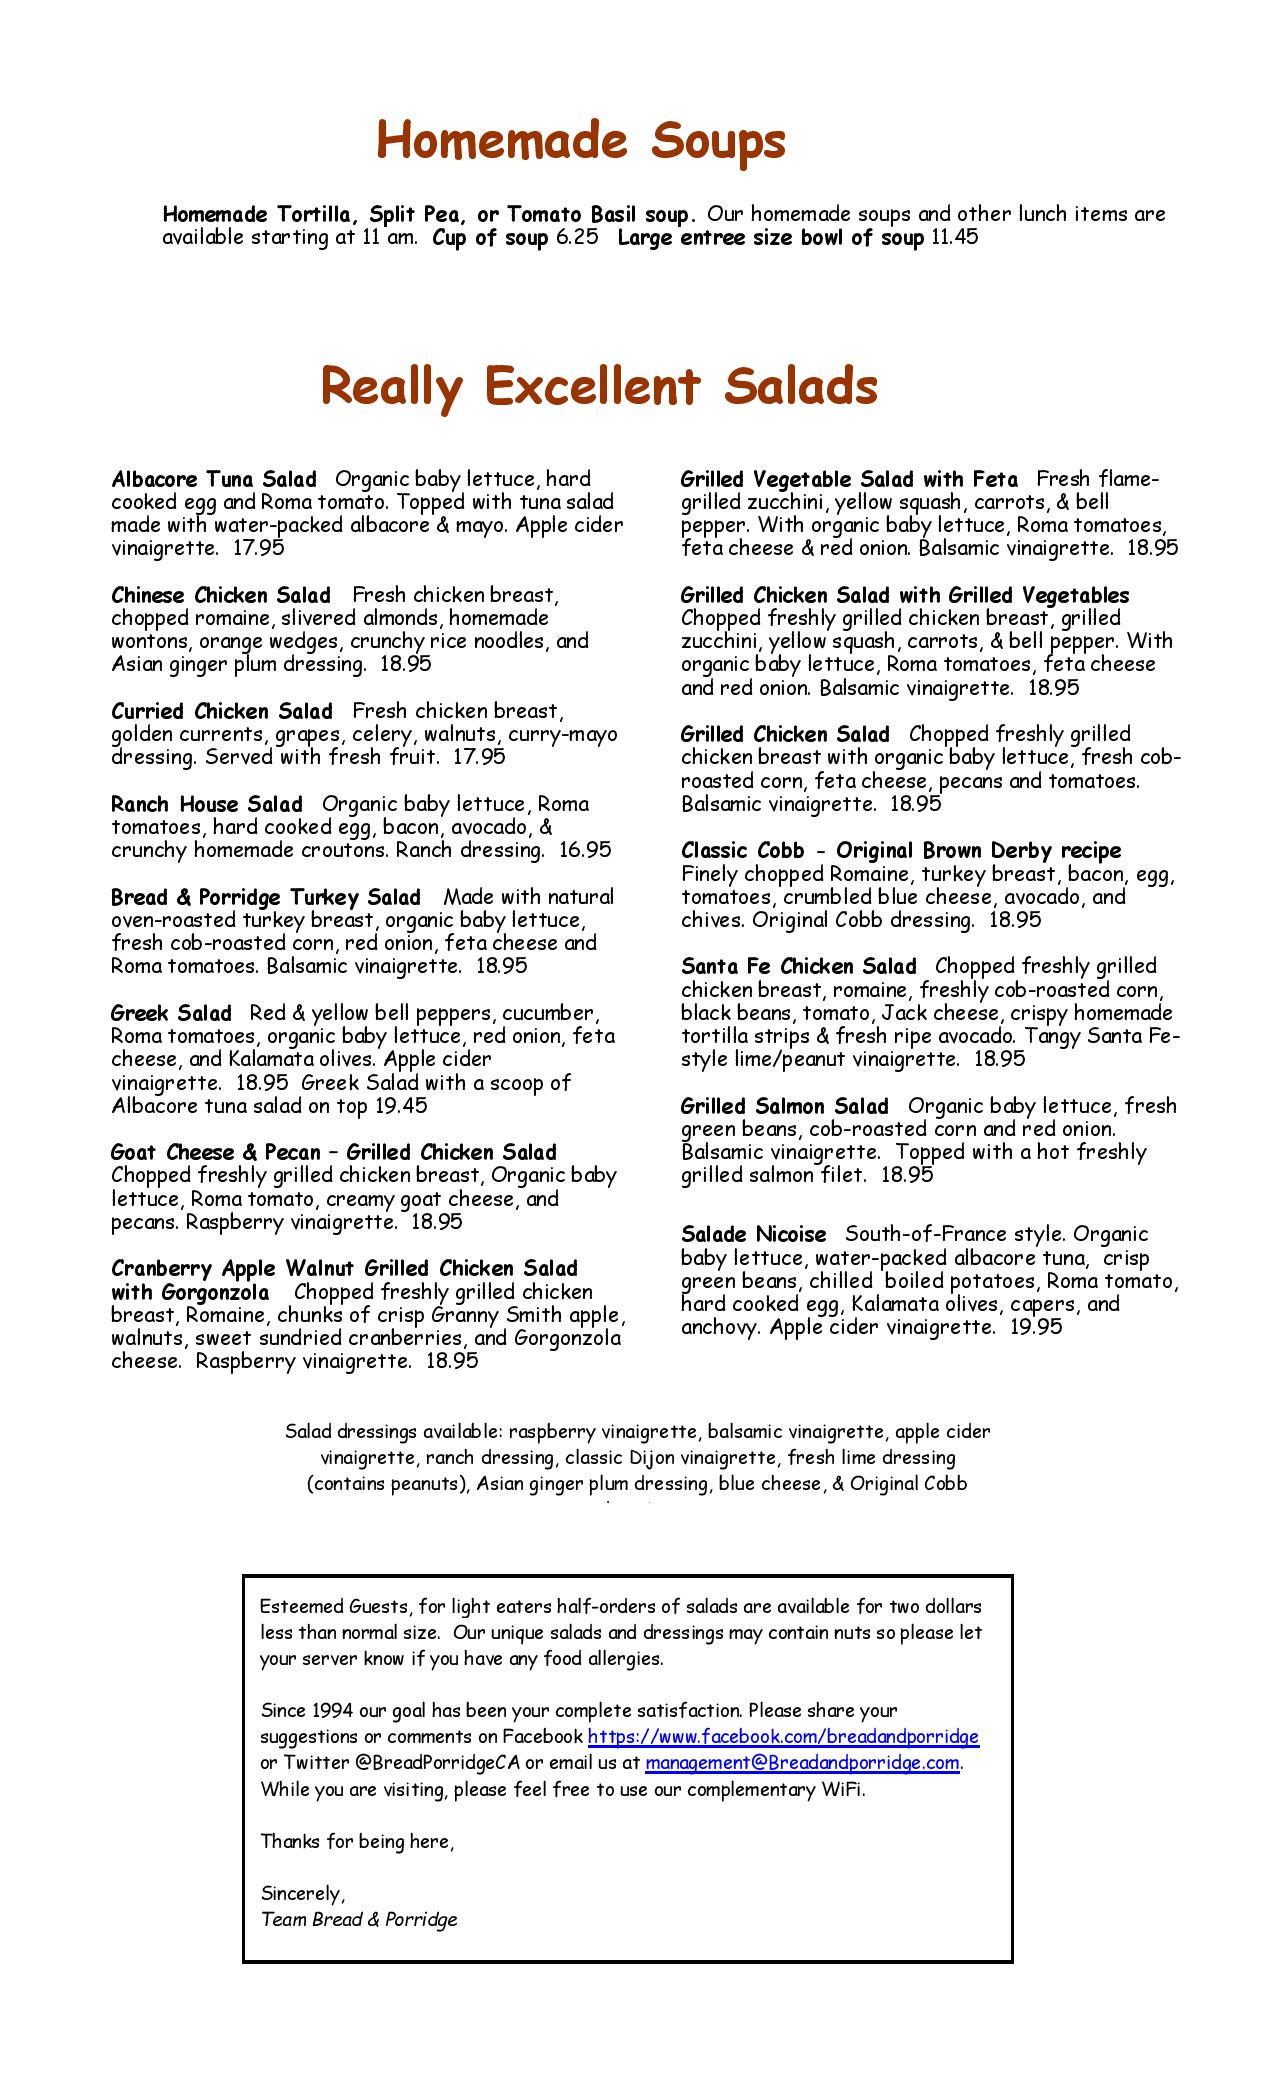 Homemade Soups
Homemade Tortilla, Split Pea, or Tomato Basil soup. Our homemade soups and other lunch items are
available starting at 11 am. Cup of soup 6.25 Large entree size bowl of soup 11.45
Really Excellent Salads
Albacore Tuna Salad Organic baby lettuce, hard
cooked egg and Roma tomato. Topped with tuna salad
made with water-packed albacore & mayo. Apple cider
vinaigrette. 17.95
Chinese Chicken Salad Fresh chicken breast,
chopped romaine, slivered almonds, homemade
wontons, orange wedges, crunchy rice noodles, and
Asian ginger plum dressing. 18.95
Curried Chicken Salad Fresh chicken breast,
golden currents, grapes, celery, walnuts, curry-mayo
dressing. Served with fresh fruit. 17.95
Ranch House Salad Organic baby lettuce, Roma
tomatoes, hard cooked egg, bacon, avocado, &
crunchy homemade croutons. Ranch dressing. 16.95
Bread & Porridge Turkey Salad Made with natural
oven-roasted turkey breast, organic baby lettuce,
fresh cob-roasted corn, red onion, feta cheese and
Roma tomatoes. Balsamic vinaigrette. 18.95
Greek Salad Red & yellow bell peppers, cucumber,
Roma tomatoes, organic baby lettuce, red onion, feta
cheese, and Kalamata olives. Apple cider
vinaigrette. 18.95 Greek Salad with a scoop of
Albacore tuna salad on top 19.45
Goat Cheese & Pecan – Grilled Chicken Salad
Chopped freshly grilled chicken breast, Organic baby
lettuce, Roma tomato, creamy goat cheese, and
pecans. Raspberry vinaigrette. 18.95
Cranberry Apple Walnut Grilled Chicken Salad
with Gorgonzola Chopped freshly grilled chicken
breast, Romaine, chunks of crisp Granny Smith apple,
walnuts, sweet sundried cranberries, and Gorgonzola
cheese. Raspberry vinaigrette. 18.95
Grilled Vegetable Salad with Feta Fresh flame-
grilled zucchini, yellow squash, carrots, & bell
pepper. With organic baby lettuce, Roma tomatoes,
feta cheese & red onion. Balsamic vinaigrette. 18.95
Grilled Chicken Salad with Grilled Vegetables
Chopped freshly grilled chicken breast, grilled
zucchini, yellow squash, carrots, & bell pepper. With
organic baby lettuce, Roma tomatoes, feta cheese
and red onion. Balsamic vinaigrette. 18.95
Grilled Chicken Salad Chopped freshly grilled
chicken breast with organic baby lettuce, fresh cob-
roasted corn, feta cheese, pecans and tomatoes.
Balsamic vinaigrette. 18.95
Classic Cobb - Original Brown Derby recipe
Finely chopped Romaine, turkey breast, bacon, egg,
tomatoes, crumbled blue cheese, avocado, and
chives. Original Cobb dressing. 18.95
Santa Fe Chicken Salad Chopped freshly grilled
chicken breast, romaine, freshly cob-roasted corn,
black beans, tomato, Jack cheese, crispy homemade
tortilla strips & fresh ripe avocado. Tangy Santa Fe-
style lime/peanut vinaigrette. 18.95
Grilled Salmon Salad Organic baby lettuce, fresh
green beans, cob-roasted corn and red onion.
Balsamic vinaigrette. Topped with a hot freshly
grilled salmon filet. 18.95
Salade Nicoise South-of-France style. Organic
baby lettuce, water-packed albacore tuna, crisp
green beans, chilled boiled potatoes, Roma tomato,
hard cooked egg, Kalamata olives, capers, and
anchovy. Apple cider vinaigrette. 19.95
Salad dressings available: raspberry vinaigrette, balsamic vinaigrette, apple cider
vinaigrette, ranch dressing, classic Dijon vinaigrette, fresh lime dressing
(contains peanuts), Asian ginger plum dressing, blue cheese, & Original Cobb
Esteemed Guests, for light eaters half-orders of salads are available for two dollars
less than normal size. Our unique salads and dressings may contain nuts so please let
your server know if you have any food allergies.
Since 1994 our goal has been your complete satisfaction. Please share your
suggestions or comments on Facebook https://www.facebook.com/breadandporridge
or Twitter @BreadPorridgeCA or email us at management@Breadandporridge.com.
While you are visiting, please feel free to use our complementary WiFi.
Thanks for being here,
Sincerely,
Team Bread & Porridge